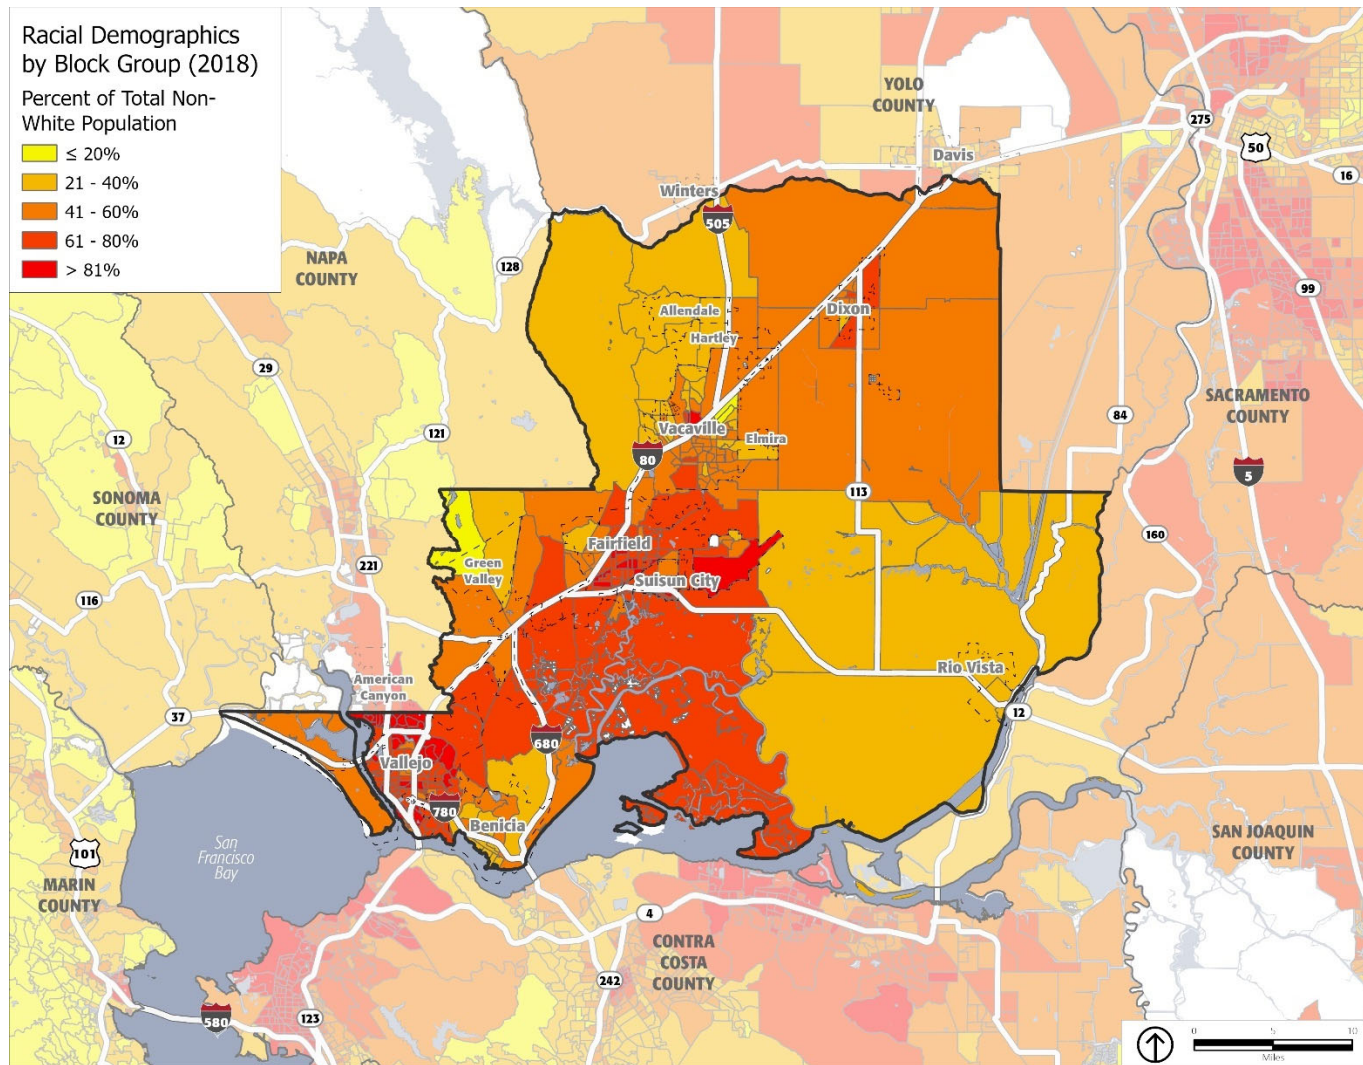 Racial Demographics
by Block Group (2018)
Percent of Total Non-
White Population
≤ 20%
21 - 40%
41 - 60%
61 - 80%
> 81%
YOLO
COUNTY
275
50
16
Davis
Winters
505
NAPA
COUNTY
128
99
Allendale
Dixon
Hartley
29
12
121
84
SACRAMENTO
COUNTY
Vacaville
Elmira
80
5
SONOMA
COUNTY
113
160
Fairfield
221
Green
Valley
Suisun City
116
Rio Vista
American
Canyon
37
12
680
Vallejo
780
Benicia
San
Francisco
Bay
101
MARIN
COUNTY
SAN JOAQUIN
COUNTY
4
CONTRA
COSTA
COUNTY
242
580
123
0 5 10
Miles